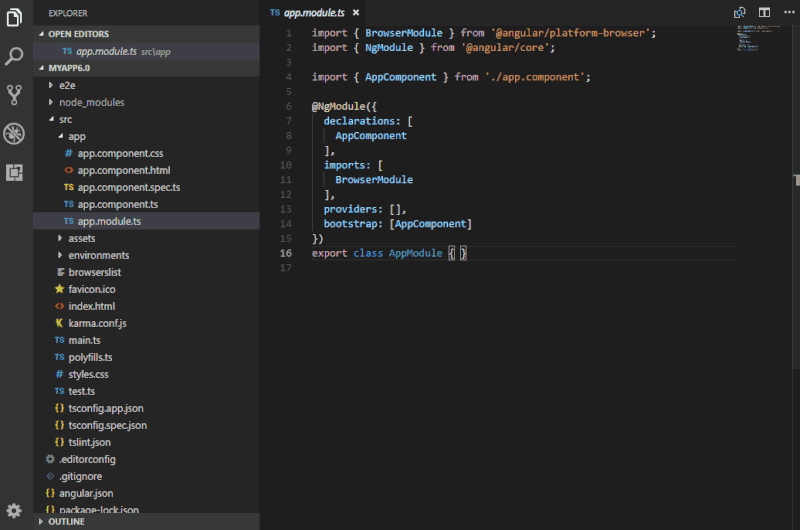 EXPLORER
OPEN EDITORS
TS app.module.ts src\app
MYAPP6.0
e2e
node_modules
src
app
# app.component.css
<> app.component.html
TS app.component.spec.ts
TS app.component.ts
TS app.module.ts
assets
environments
browserslist
favicon.ico
<> index.html
karma.conf.js
TS main.ts
TS polyfills.ts
# styles.css
TS test.ts
{} tsconfig.app.json
{} tsconfig.spec.json
{} tslint.json
.editorconfig
.gitignore
{} angular.json
{} package-lock.json
OUTLINE
TS app.module.ts ×
1 import { BrowserModule } from '@angular/platform-browser';
2 import { NgModule } from '@angular/core';
3
4 import { AppComponent } from './app.component';
5
6 @NgModule({
7   declarations: [
8     AppComponent
9   ],
10   imports: [
11     BrowserModule
12   ],
13   providers: [],
14   bootstrap: [AppComponent]
15 })
16 export class AppModule { }
17